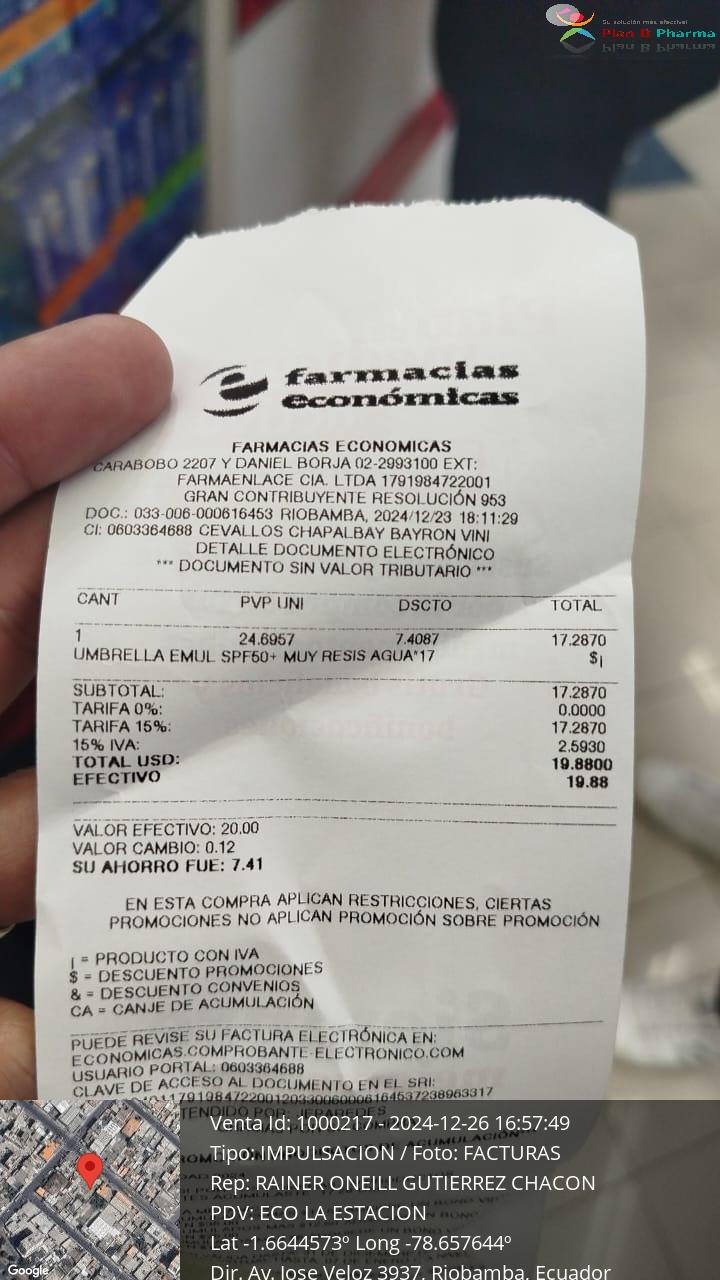 Su solución más efectiva!
Plan B Pharma
farmacias
económicas
FARMACIAS ECONOMICAS
CARABOBO 2207 Y DANIEL BORJA 02-2993100 EXT:
FARMAENLACE CIA. LTDA 1791984722001
GRAN CONTRIBUYENTE RESOLUCIÓN 953
DOC.: 033-006-000616453 RIOBAMBA, 2024/12/23 18:11:29
CI: 0603364688 CEVALLOS CHAPALBAY BAYRON VINI
DETALLE DOCUMENTO ELECTRÓNICO
*** DOCUMENTO SIN VALOR TRIBUTARIO ***
CANT PVP UNI DSCTO TOTAL
1 24.6957 7.4087 17.2870
UMBRELLA EMUL SPF50+ MUY RESIS AGUA*17 $¡
SUBTOTAL: 17.2870
TARIFA 0%: 0.0000
TARIFA 15%: 17.2870
15% IVA: 2.5930
TOTAL USD: 19.8800
EFECTIVO 19.88
VALOR EFECTIVO: 20.00
VALOR CAMBIO: 0.12
SU AHORRO FUE: 7.41
EN ESTA COMPRA APLICAN RESTRICCIONES, CIERTAS
PROMOCIONES NO APLICAN PROMOCIÓN SOBRE PROMOCIÓN
¡ = PRODUCTO CON IVA
$ = DESCUENTO PROMOCIONES
& = DESCUENTO CONVENIOS
CA = CANJE DE ACUMULACIÓN
PUEDE REVISE SU FACTURA ELECTRÓNICA EN:
ECONOMICAS.COMPROBANTE-ELECTRONICO.COM
USUARIO PORTAL: 0603364688
CLAVE DE ACCESO AL DOCUMENTO EN EL SRI:
Venta Id: 1000217 - 2024-12-26 16:57:49
Tipo: IMPULSACION / Foto: FACTURAS
Rep: RAINER ONEILL GUTIERREZ CHACON
PDV: ECO LA ESTACION
Lat -1.6644573º Long -78.657644º
Dir. Av. Jose Veloz 3937, Riobamba, Ecuador
Google